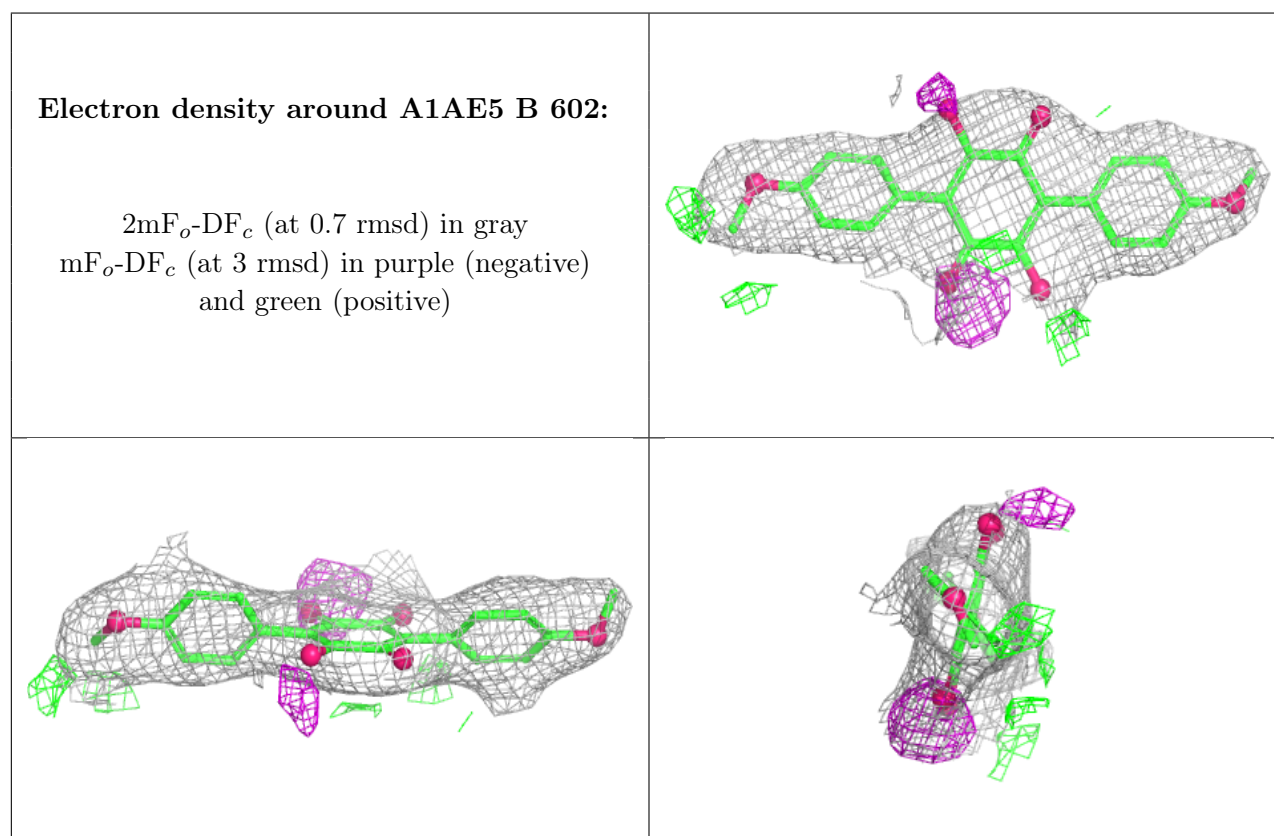 Electron density around A1AE5 B 602:
2mFo-DFc (at 0.7 rmsd) in gray
mFo-DFc (at 3 rmsd) in purple (negative)
and green (positive)